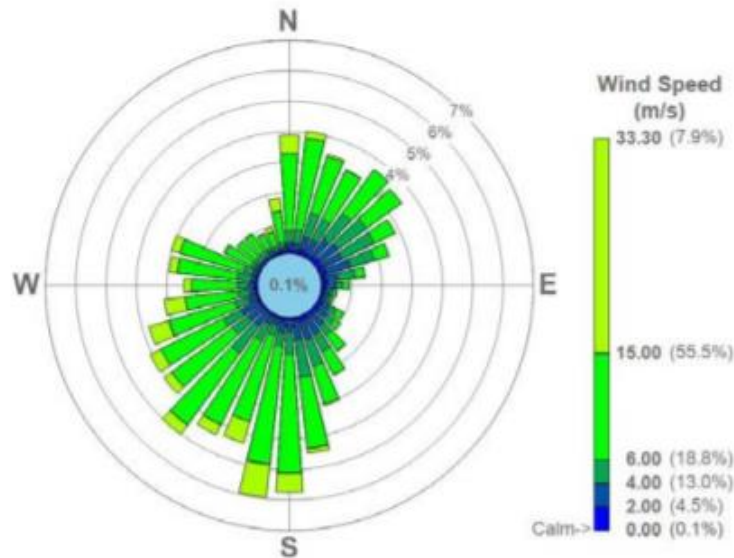 N
7%
6%
5%
4%
W
0.1%
E
S
Wind Speed
(m/s)
33.30 (7.9%)
15.00 (55.5%)
6.00 (18.8%)
4.00 (13.0%)
2.00 (4.5%)
Calm-> 0.00 (0.1%)